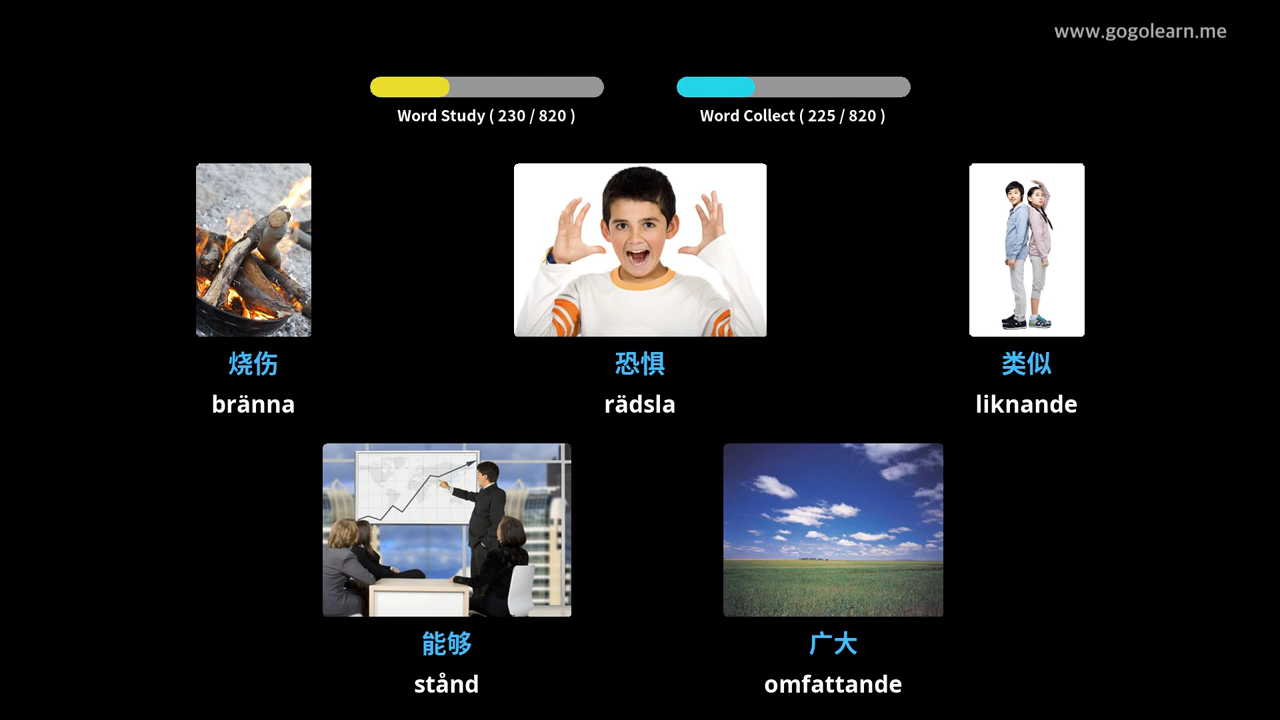 www.gogolearn.me
Word Study ( 230 / 820 )
Word Collect ( 225 / 820 )
烧伤
bränna
恐惧
rädsla
类似
liknande
能够
stånd
广大
omfattande